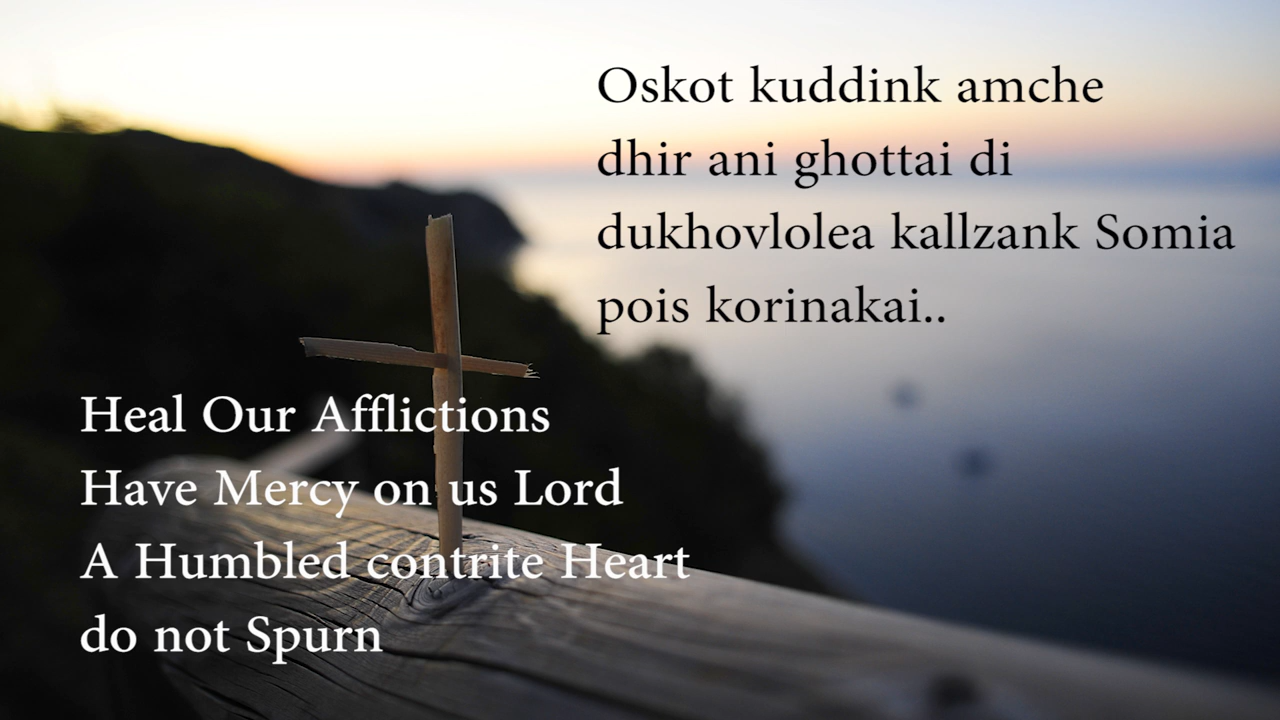 Oskot kuddink amche
dhir ani ghottai di
dukhovlolea kallzank Somia
pois korinakai..
Heal Our Afflictions
Have Mercy on us Lord
A Humbled contrite Heart
do not Spurn